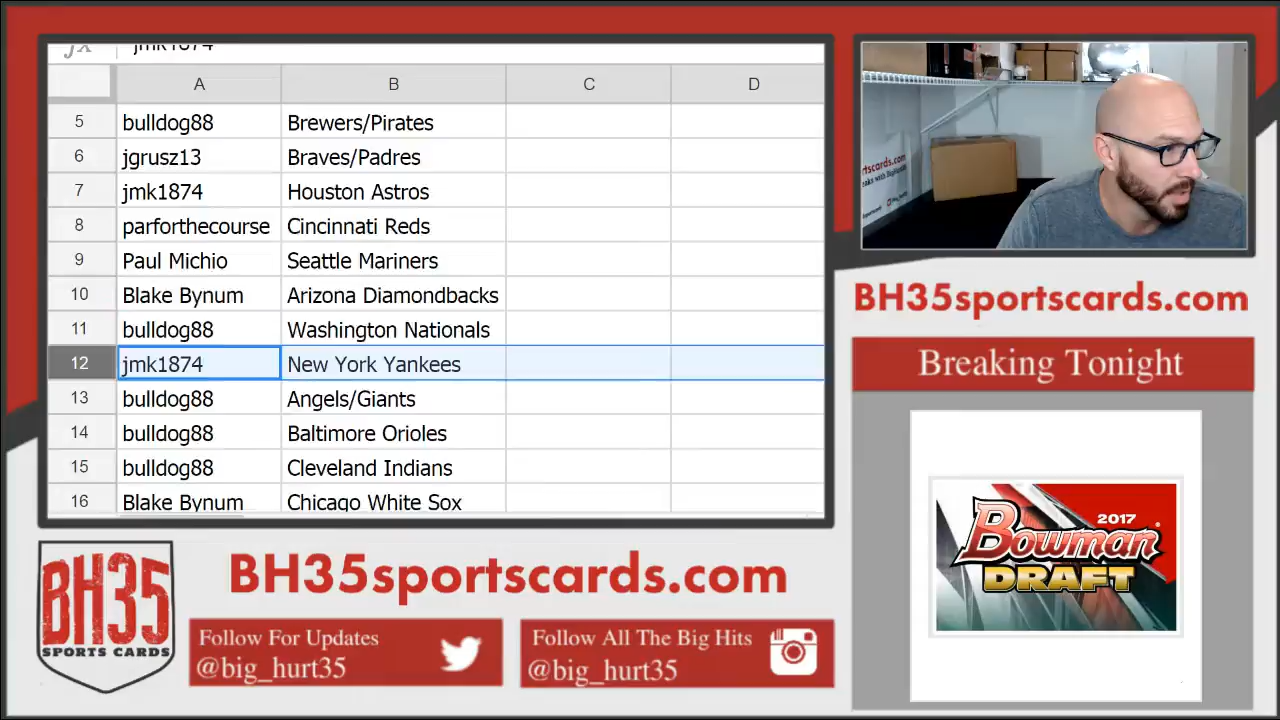 fx jmk1874
A B C D
5 bulldog88 Brewers/Pirates
6 jgrusz13 Braves/Padres
7 jmk1874 Houston Astros
8 parforthecourse Cincinnati Reds
9 Paul Michio Seattle Mariners
10 Blake Bynum Arizona Diamondbacks
11 bulldog88 Washington Nationals
12 jmk1874 New York Yankees
13 bulldog88 Angels/Giants
14 bulldog88 Baltimore Orioles
15 bulldog88 Cleveland Indians
16 Blake Bynum Chicago White Sox
BH35sportscards.com
Breaking Tonight
2017
Bowman
DRAFT
BH35
SPORTS CARDS
BH35sportscards.com
Follow For Updates
@big_hurt35
Follow All The Big Hits
@big_hurt35